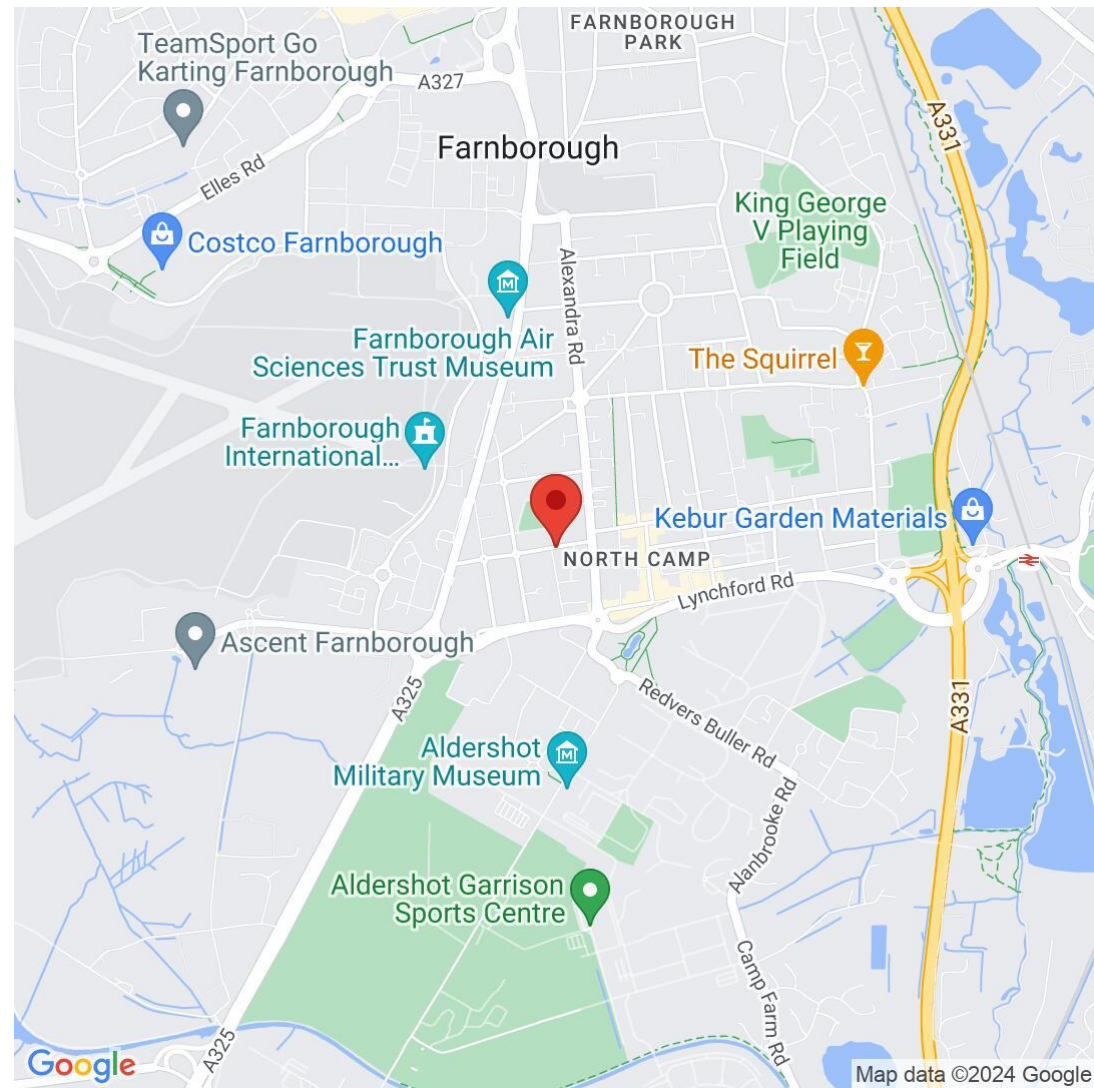 FARNBOROUGH
PARK
TeamSport Go
Karting Farnborough
A327
A331
Farnborough
Elles Rd
King George
V Playing
Field
Costco Farnborough
Alexandra Rd
Farnborough Air
Sciences Trust Museum
The Squirrel
Farnborough
International...
Kebur Garden Materials
NORTH CAMP
Lynchford Rd
Ascent Farnborough
A325
Redvers Buller Rd
A331
Aldershot
Military Museum
Alanbrooke Rd
Aldershot Garrison
Sports Centre
Camp Farm Rd
A325
Google
Map data ©2024 Google